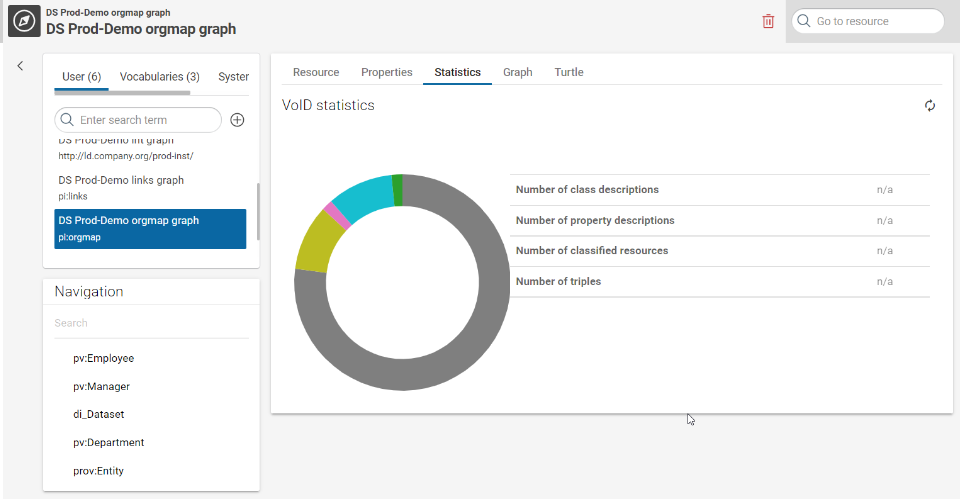 DS Prod-Demo orgmap graph
DS Prod-Demo orgmap graph
Go to resource
User (6)
Vocabularies (3)
System
Enter search term
DS Prod-Demo int graph
http://ld.company.org/prod-inst/
DS Prod-Demo links graph
pi:links
DS Prod-Demo orgmap graph
pi:orgmap
Navigation
Search
pv:Employee
pv:Manager
di_Dataset
pv:Department
prov:Entity
Resource
Properties
Statistics
Graph
Turtle
VoID statistics
Number of class descriptions n/a
Number of property descriptions n/a
Number of classified resources n/a
Number of triples n/a